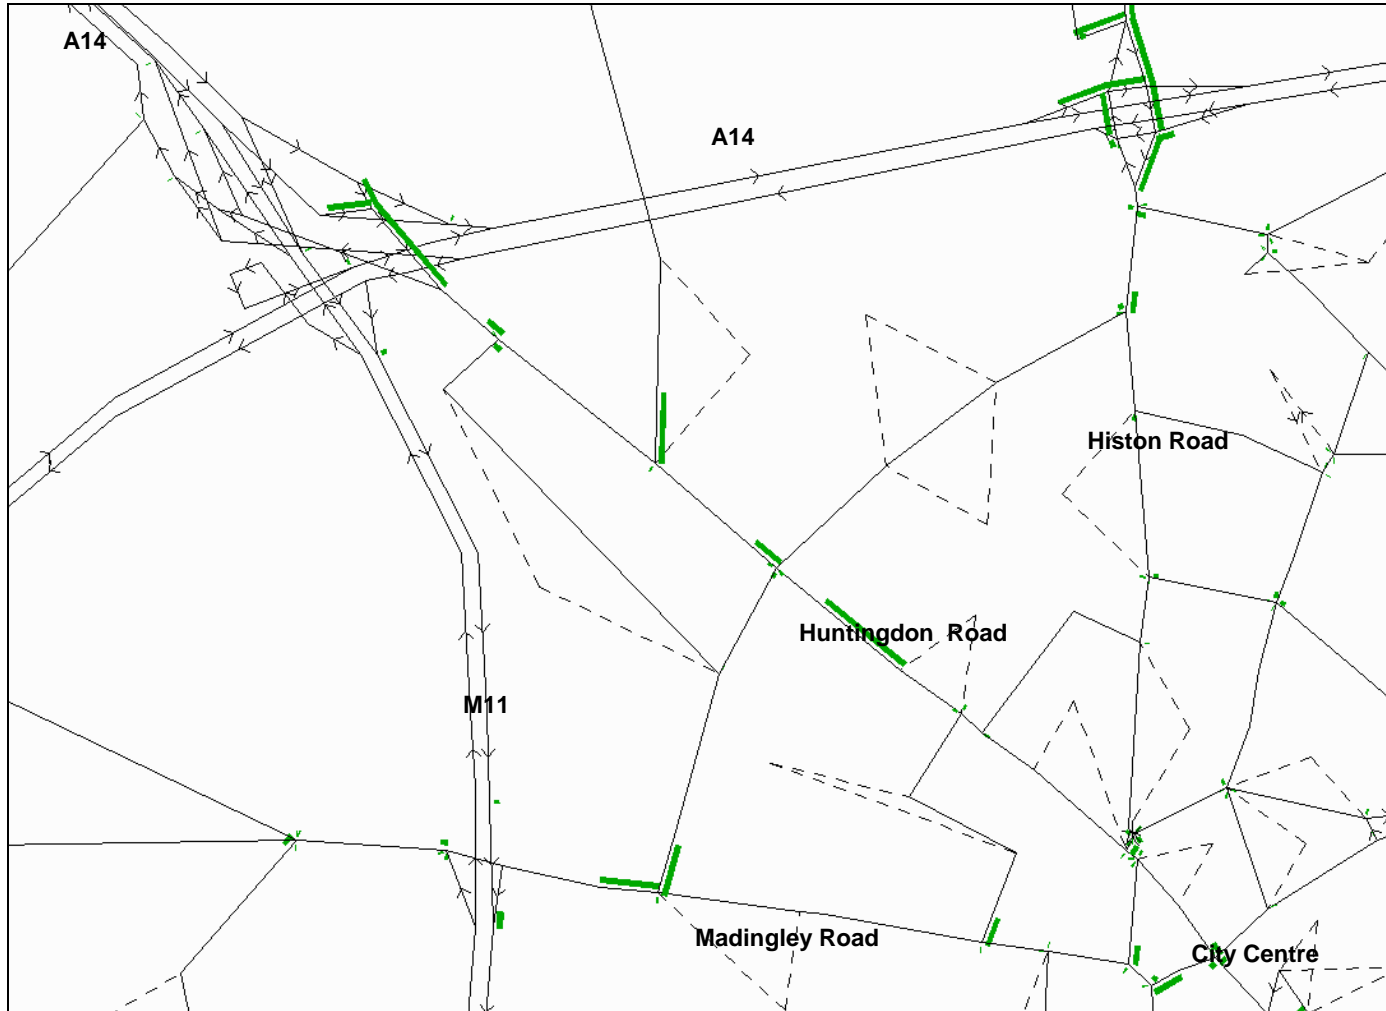 A14
A14
Histon Road
Huntingdon  Road
M11
Madingley Road
City Centre